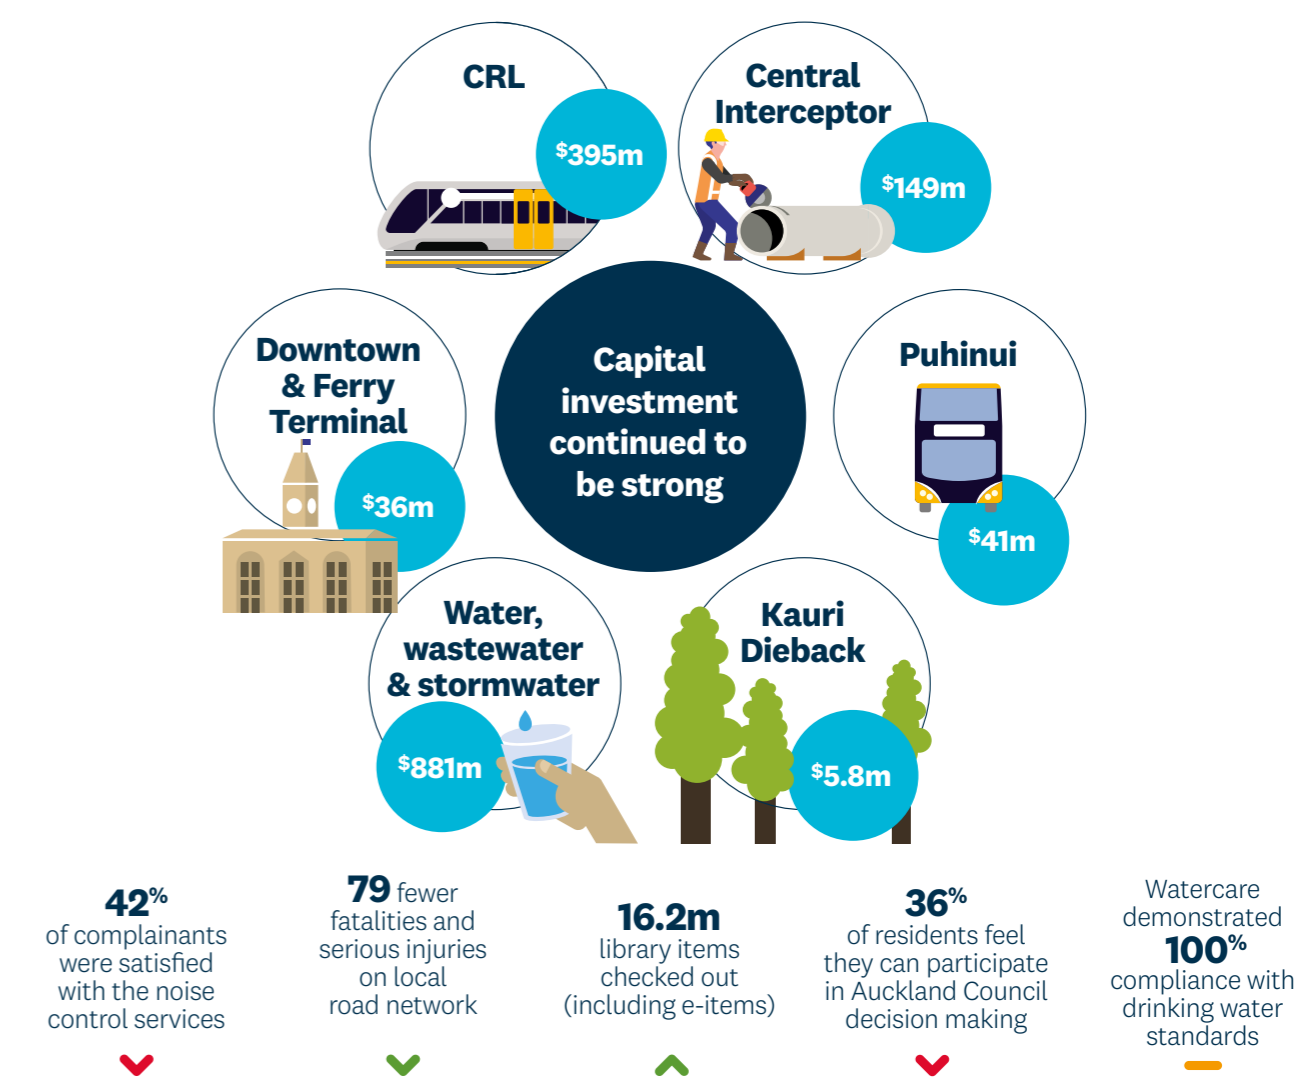 CRL
$395m
Central
Interceptor
$149m
Downtown
& Ferry
Terminal
$36m
Capital
investment
continued to
be strong
Puhinui
$41m
Water,
wastewater
& stormwater
$881m
Kauri
Dieback
$5.8m
42%
of complainants
were satisfied
with the noise
control services
79 fewer
fatalities and
serious injuries
on local
road network
16.2m
library items
checked out
(including e-items)
36%
of residents feel
they can participate
in Auckland Council
decision making
Watercare
demonstrated
100%
compliance with
drinking water
standards